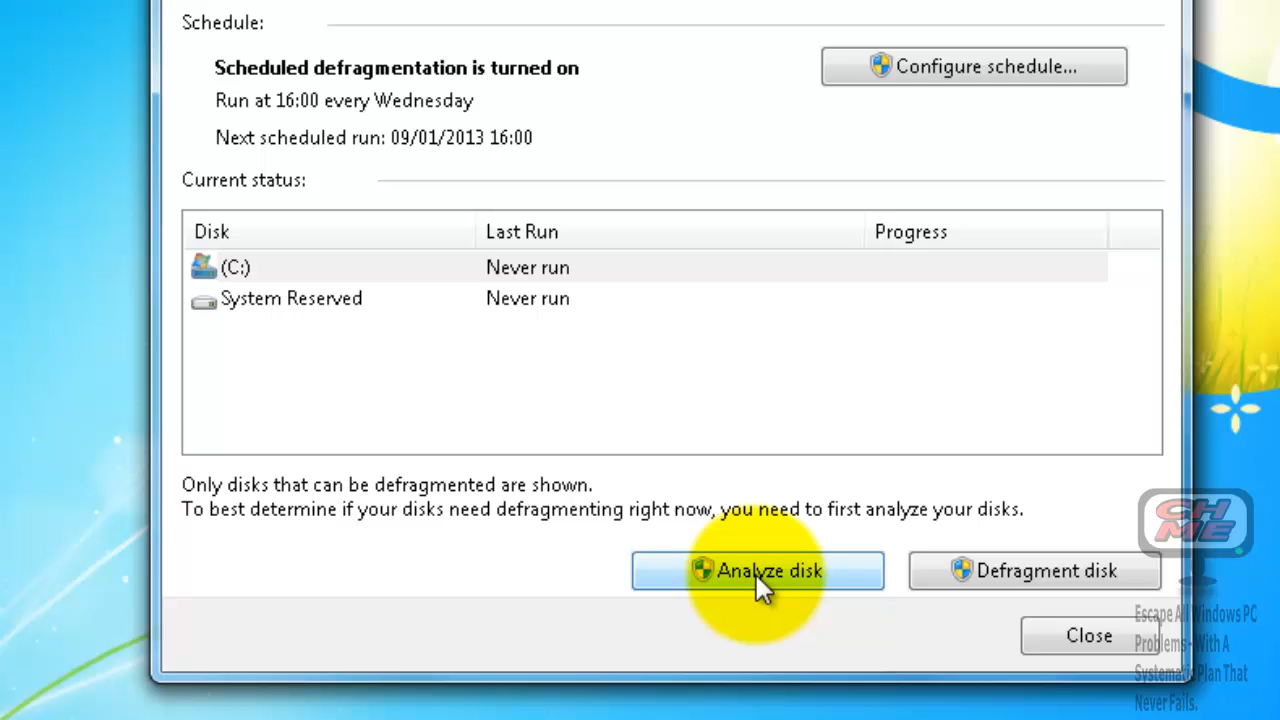 Schedule:
Scheduled defragmentation is turned on
Configure schedule...
Run at 16:00 every Wednesday
Next scheduled run: 09/01/2013 16:00
Current status:
Disk Last Run Progress
(C:) Never run
System Reserved Never run
Only disks that can be defragmented are shown.
To best determine if your disks need defragmenting right now, you need to first analyze your disks.
Analyze disk Defragment disk
Close
CH
ME
Escape All Windows PC
Problems - With A
Systematic Plan That
Never Fails.